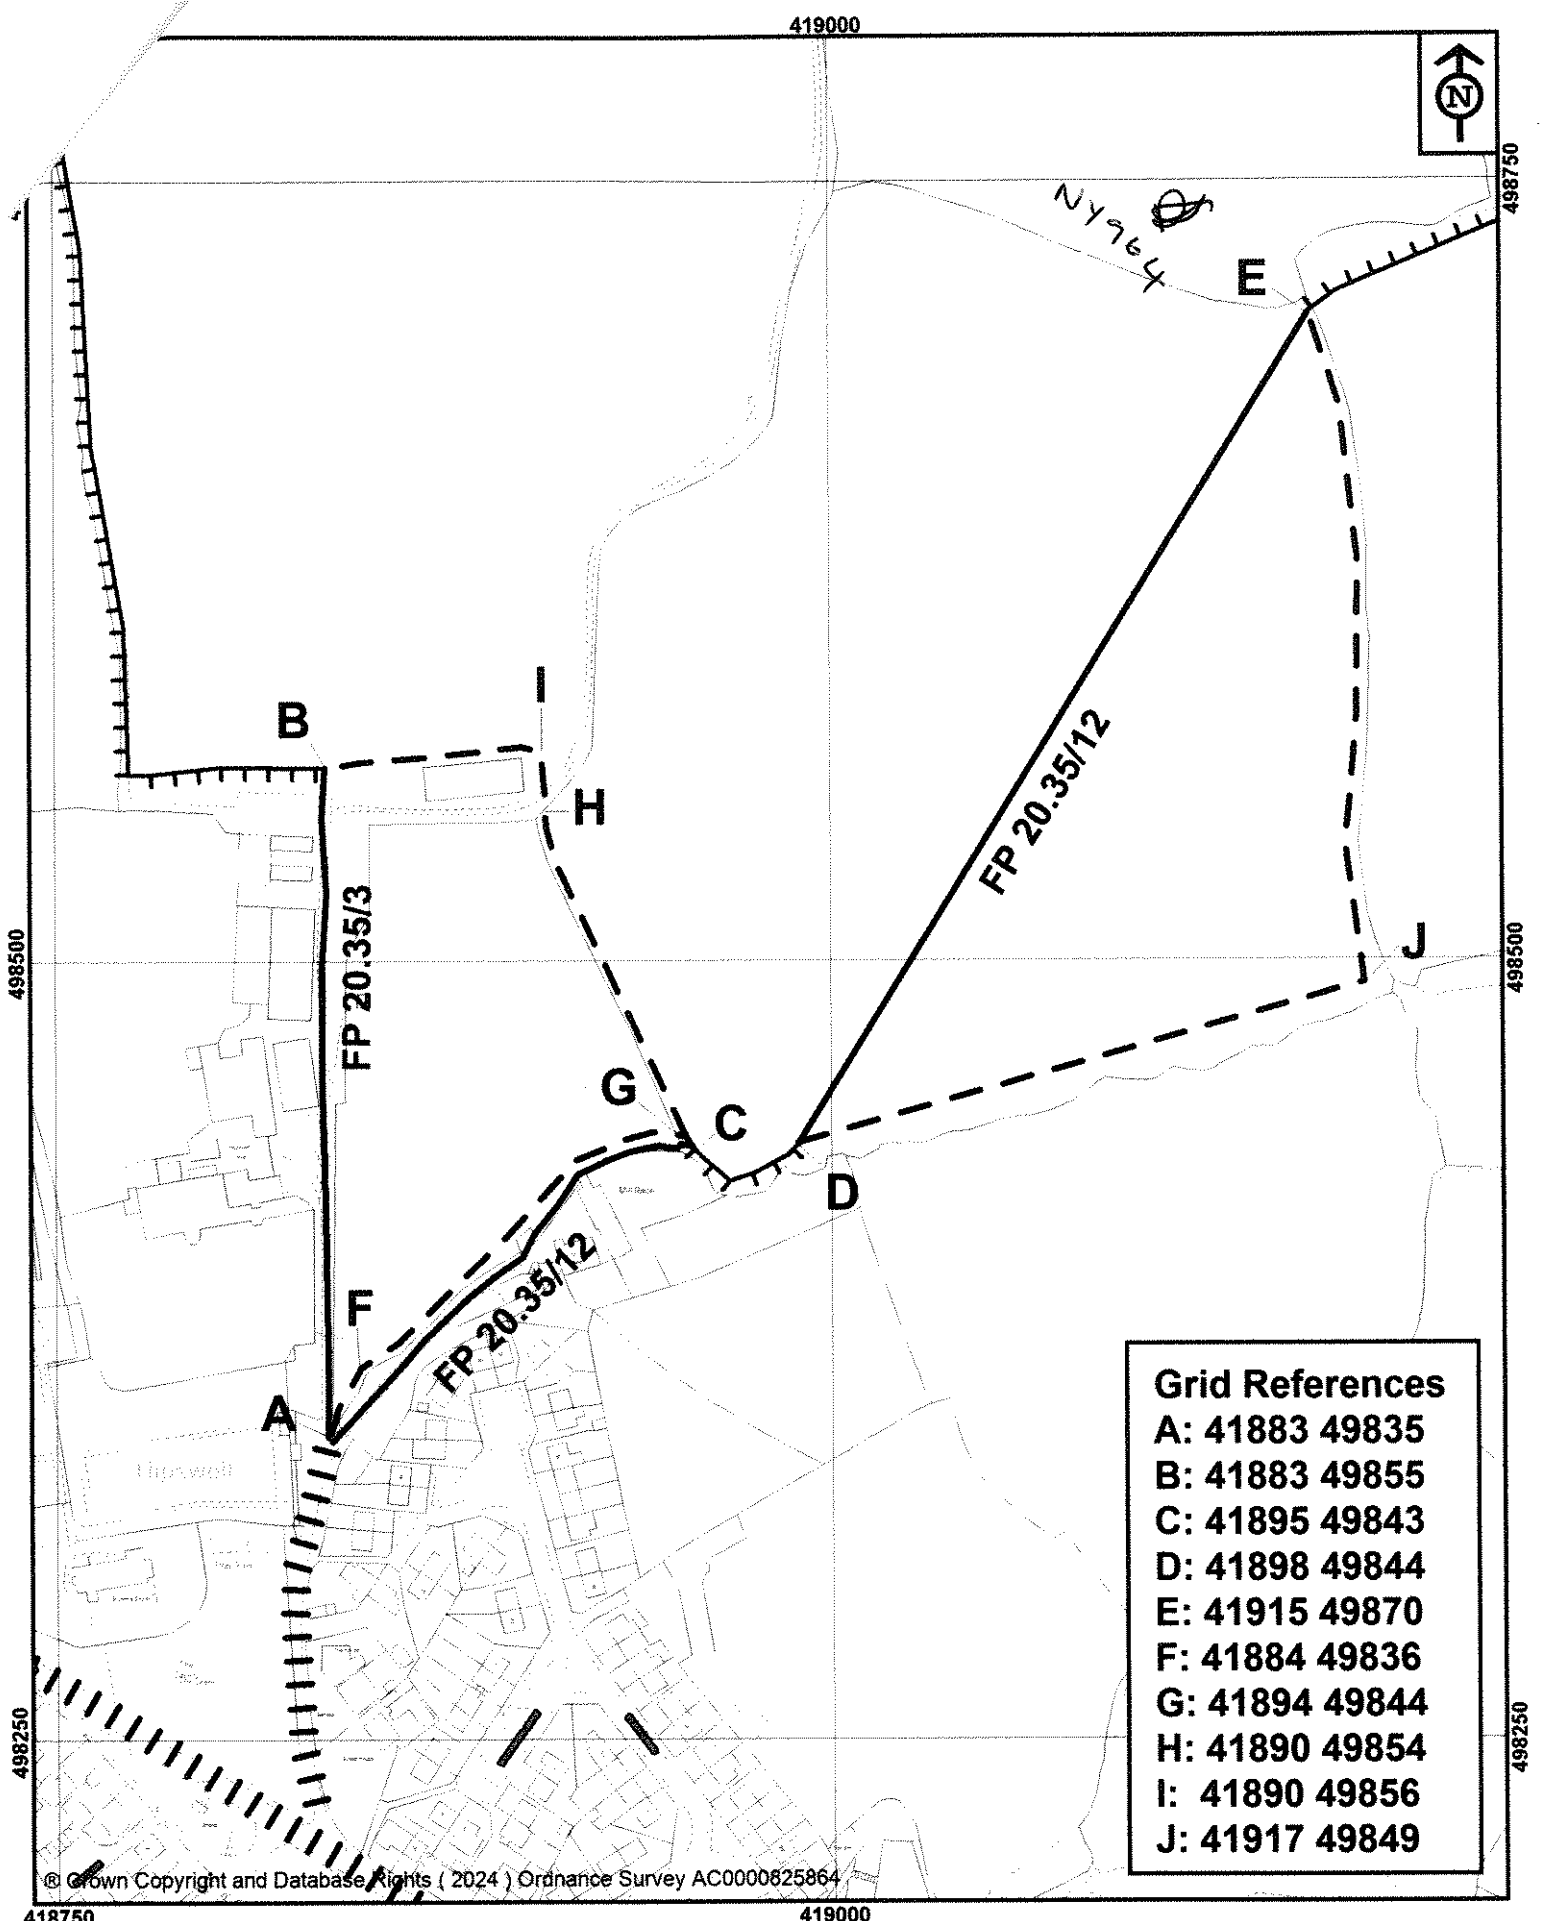 419000
N
498750
NY964
E
I
B
H
FP 20.35/12
FP 20.35/3
J
498500
498500
G
C
D
FP 20.35/12
F
A
Hipswell
Grid References
A: 41883 49835
B: 41883 49855
C: 41895 49843
D: 41898 49844
E: 41915 49870
F: 41884 49836
G: 41894 49844
H: 41890 49854
I: 41890 49856
J: 41917 49849
498250
498250
® Crown Copyright and Database Rights ( 2024 ) Ordnance Survey AC0000825864
418750
419000